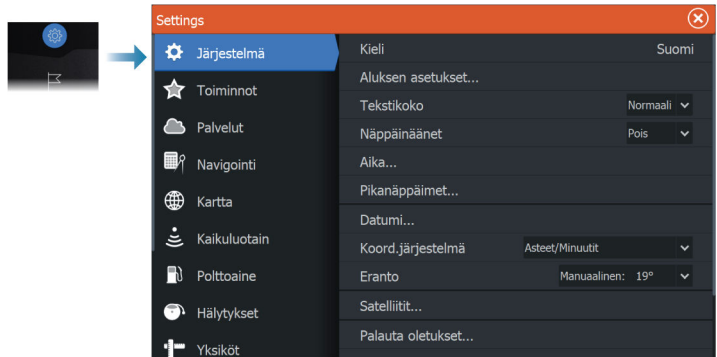 Settings
Järjestelmä
Toiminnot
Palvelut
Navigointi
Kartta
Kaikuluotain
Polttoaine
Hälytykset
Yksiköt
Kieli Suomi
Aluksen asetukset...
Tekstikoko Normaali
Näppäinäänet Pois
Aika...
Pikanäppäimet...
Datumi...
Koord.järjestelmä Asteet/Minuutit
Eranto Manuaalinen: 19°
Satelliitit...
Palauta oletukset...